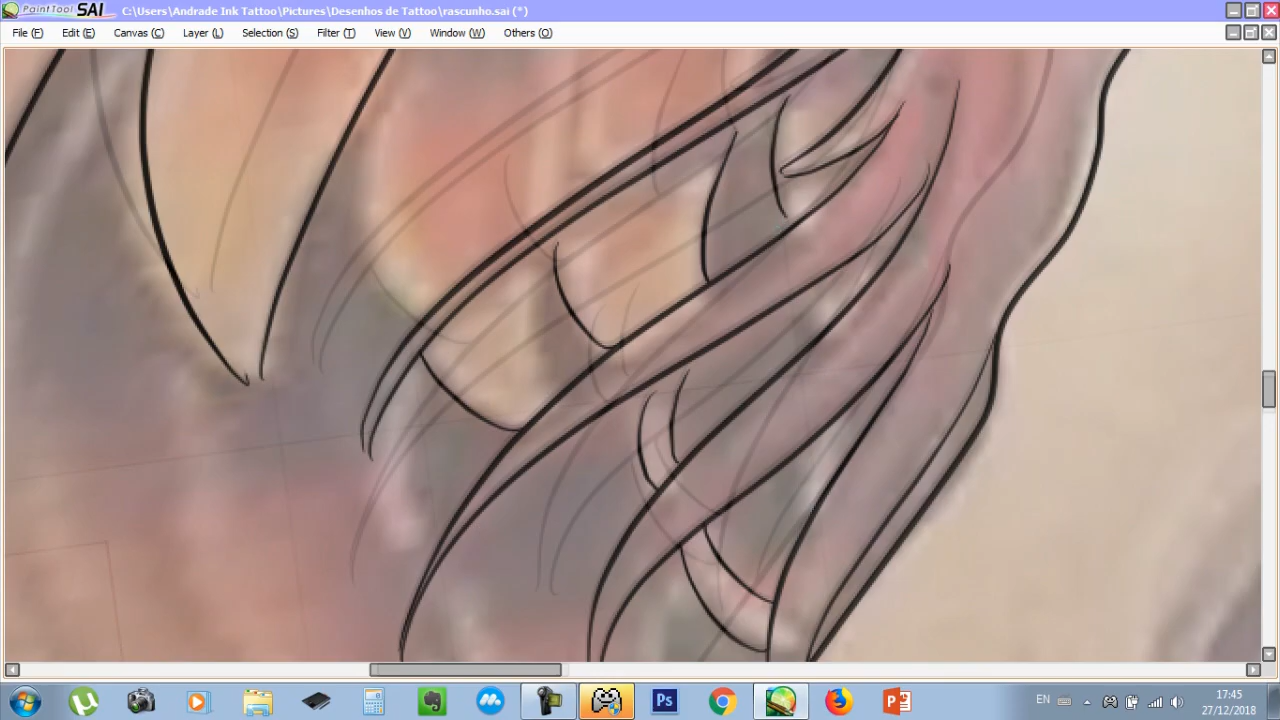 PaintTool SAI C:\Users\Andrade Ink Tattoo\Pictures\Desenhos de Tattoo\rascunho.sai (*)
File (F) Edit (E) Canvas (C) Layer (L) Selection (S) Filter (T) View (V) Window (W) Others (O)
Ps
EN
17:45
27/12/2018